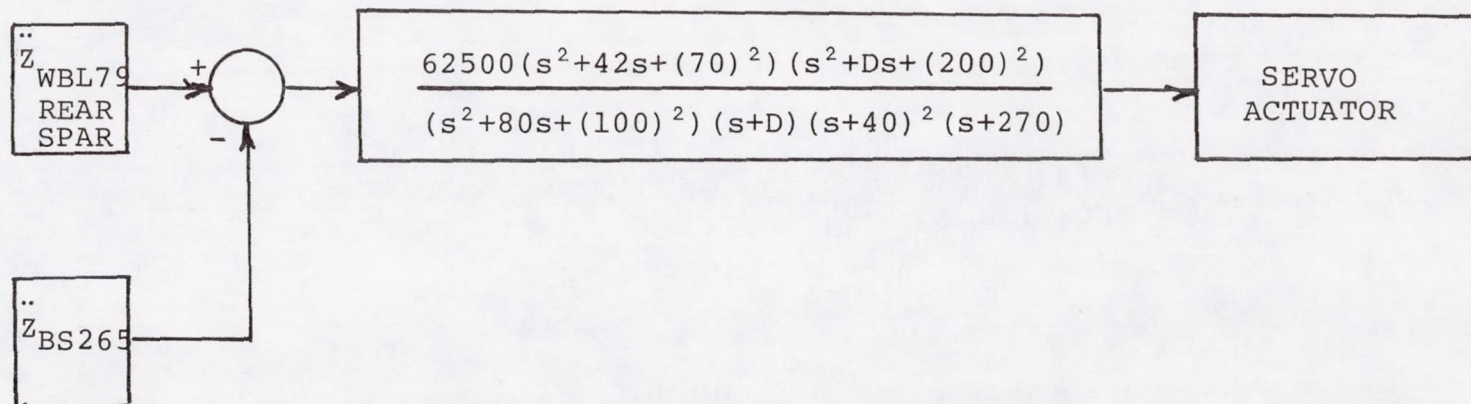 z̈ WBL79
REAR
SPAR
+
-
62500(s²+42s+(70)²)(s²+Ds+(200)²)
(s²+80s+(100)²)(s+D)(s+40)²(s+270)
SERVO
ACTUATOR
z̈ BS265